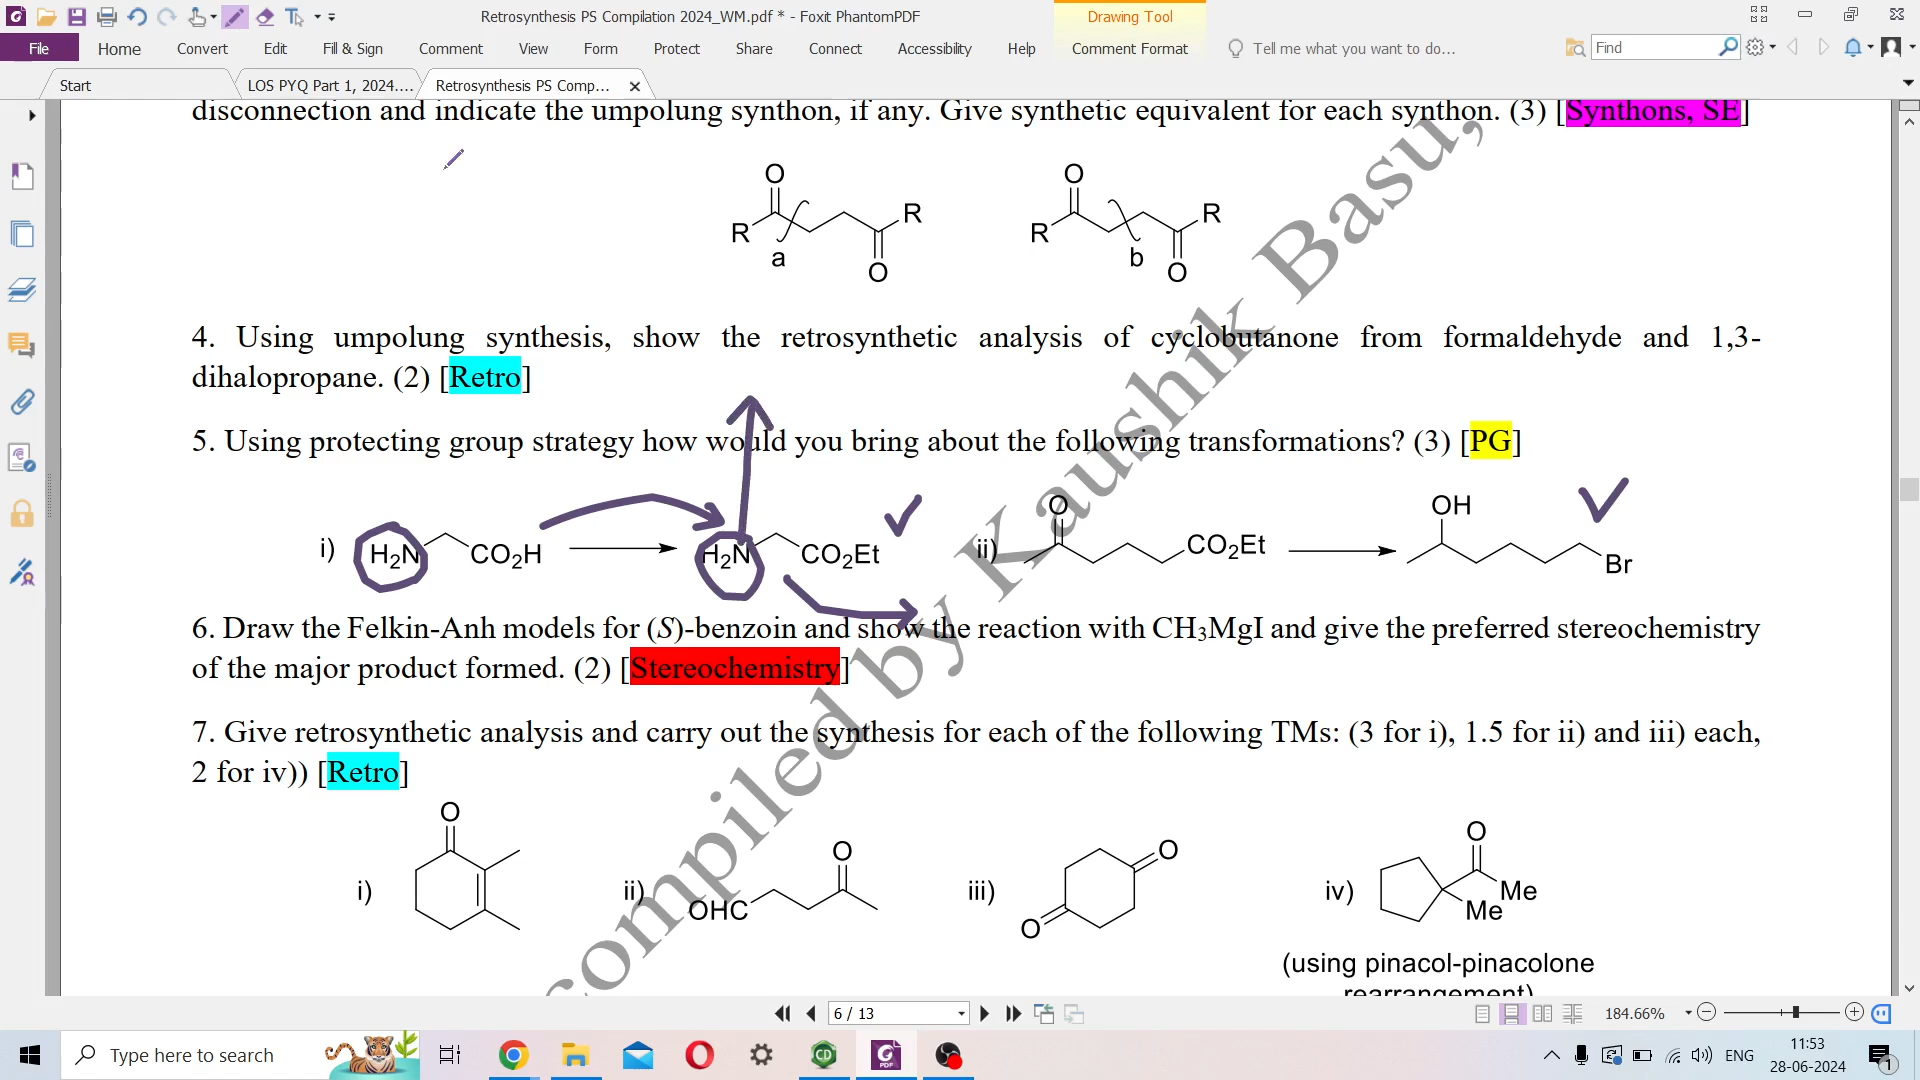 Retrosynthesis PS Compilation 2024_WM.pdf * - Foxit PhantomPDF
Drawing Tool
File Home Convert Edit Fill & Sign Comment View Form Protect Share Connect Accessibility Help Comment Format Tell me what you want to do... Find
Start LOS PYQ Part 1, 2024.... Retrosynthesis PS Comp...
disconnection and indicate the umpolung synthon, if any. Give synthetic equivalent for each synthon. (3) [Synthons, SE]
O O
R R R R
a O b O
4. Using umpolung synthesis, show the retrosynthetic analysis of cyclobutanone from formaldehyde and 1,3-
dihalopropane. (2) [Retro]
5. Using protecting group strategy how would you bring about the following transformations? (3) [PG]
O OH
i) H₂N CO₂H H₂N CO₂Et ii) CO₂Et Br
6. Draw the Felkin-Anh models for (S)-benzoin and show the reaction with CH₃MgI and give the preferred stereochemistry
of the major product formed. (2) [Stereochemistry]
7. Give retrosynthetic analysis and carry out the synthesis for each of the following TMs: (3 for i), 1.5 for ii) and iii) each,
2 for iv)) [Retro]
O O O O
i) ii) OHC iii) O iv) Me Me
(using pinacol-pinacolone
rearrangement)
compiled by Kaushik Basu,
6 / 13 184.66%
Type here to search ENG 11:53
28-06-2024 1